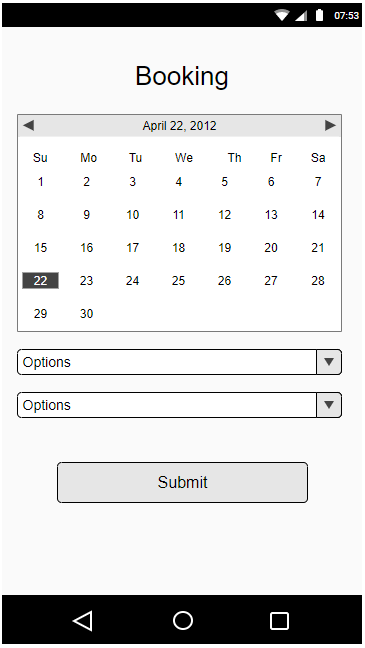 07:53
Booking
April 22, 2012
Su Mo Tu We Th Fr Sa
1 2 3 4 5 6 7
8 9 10 11 12 13 14
15 16 17 18 19 20 21
22 23 24 25 26 27 28
29 30
Options
Options
Submit